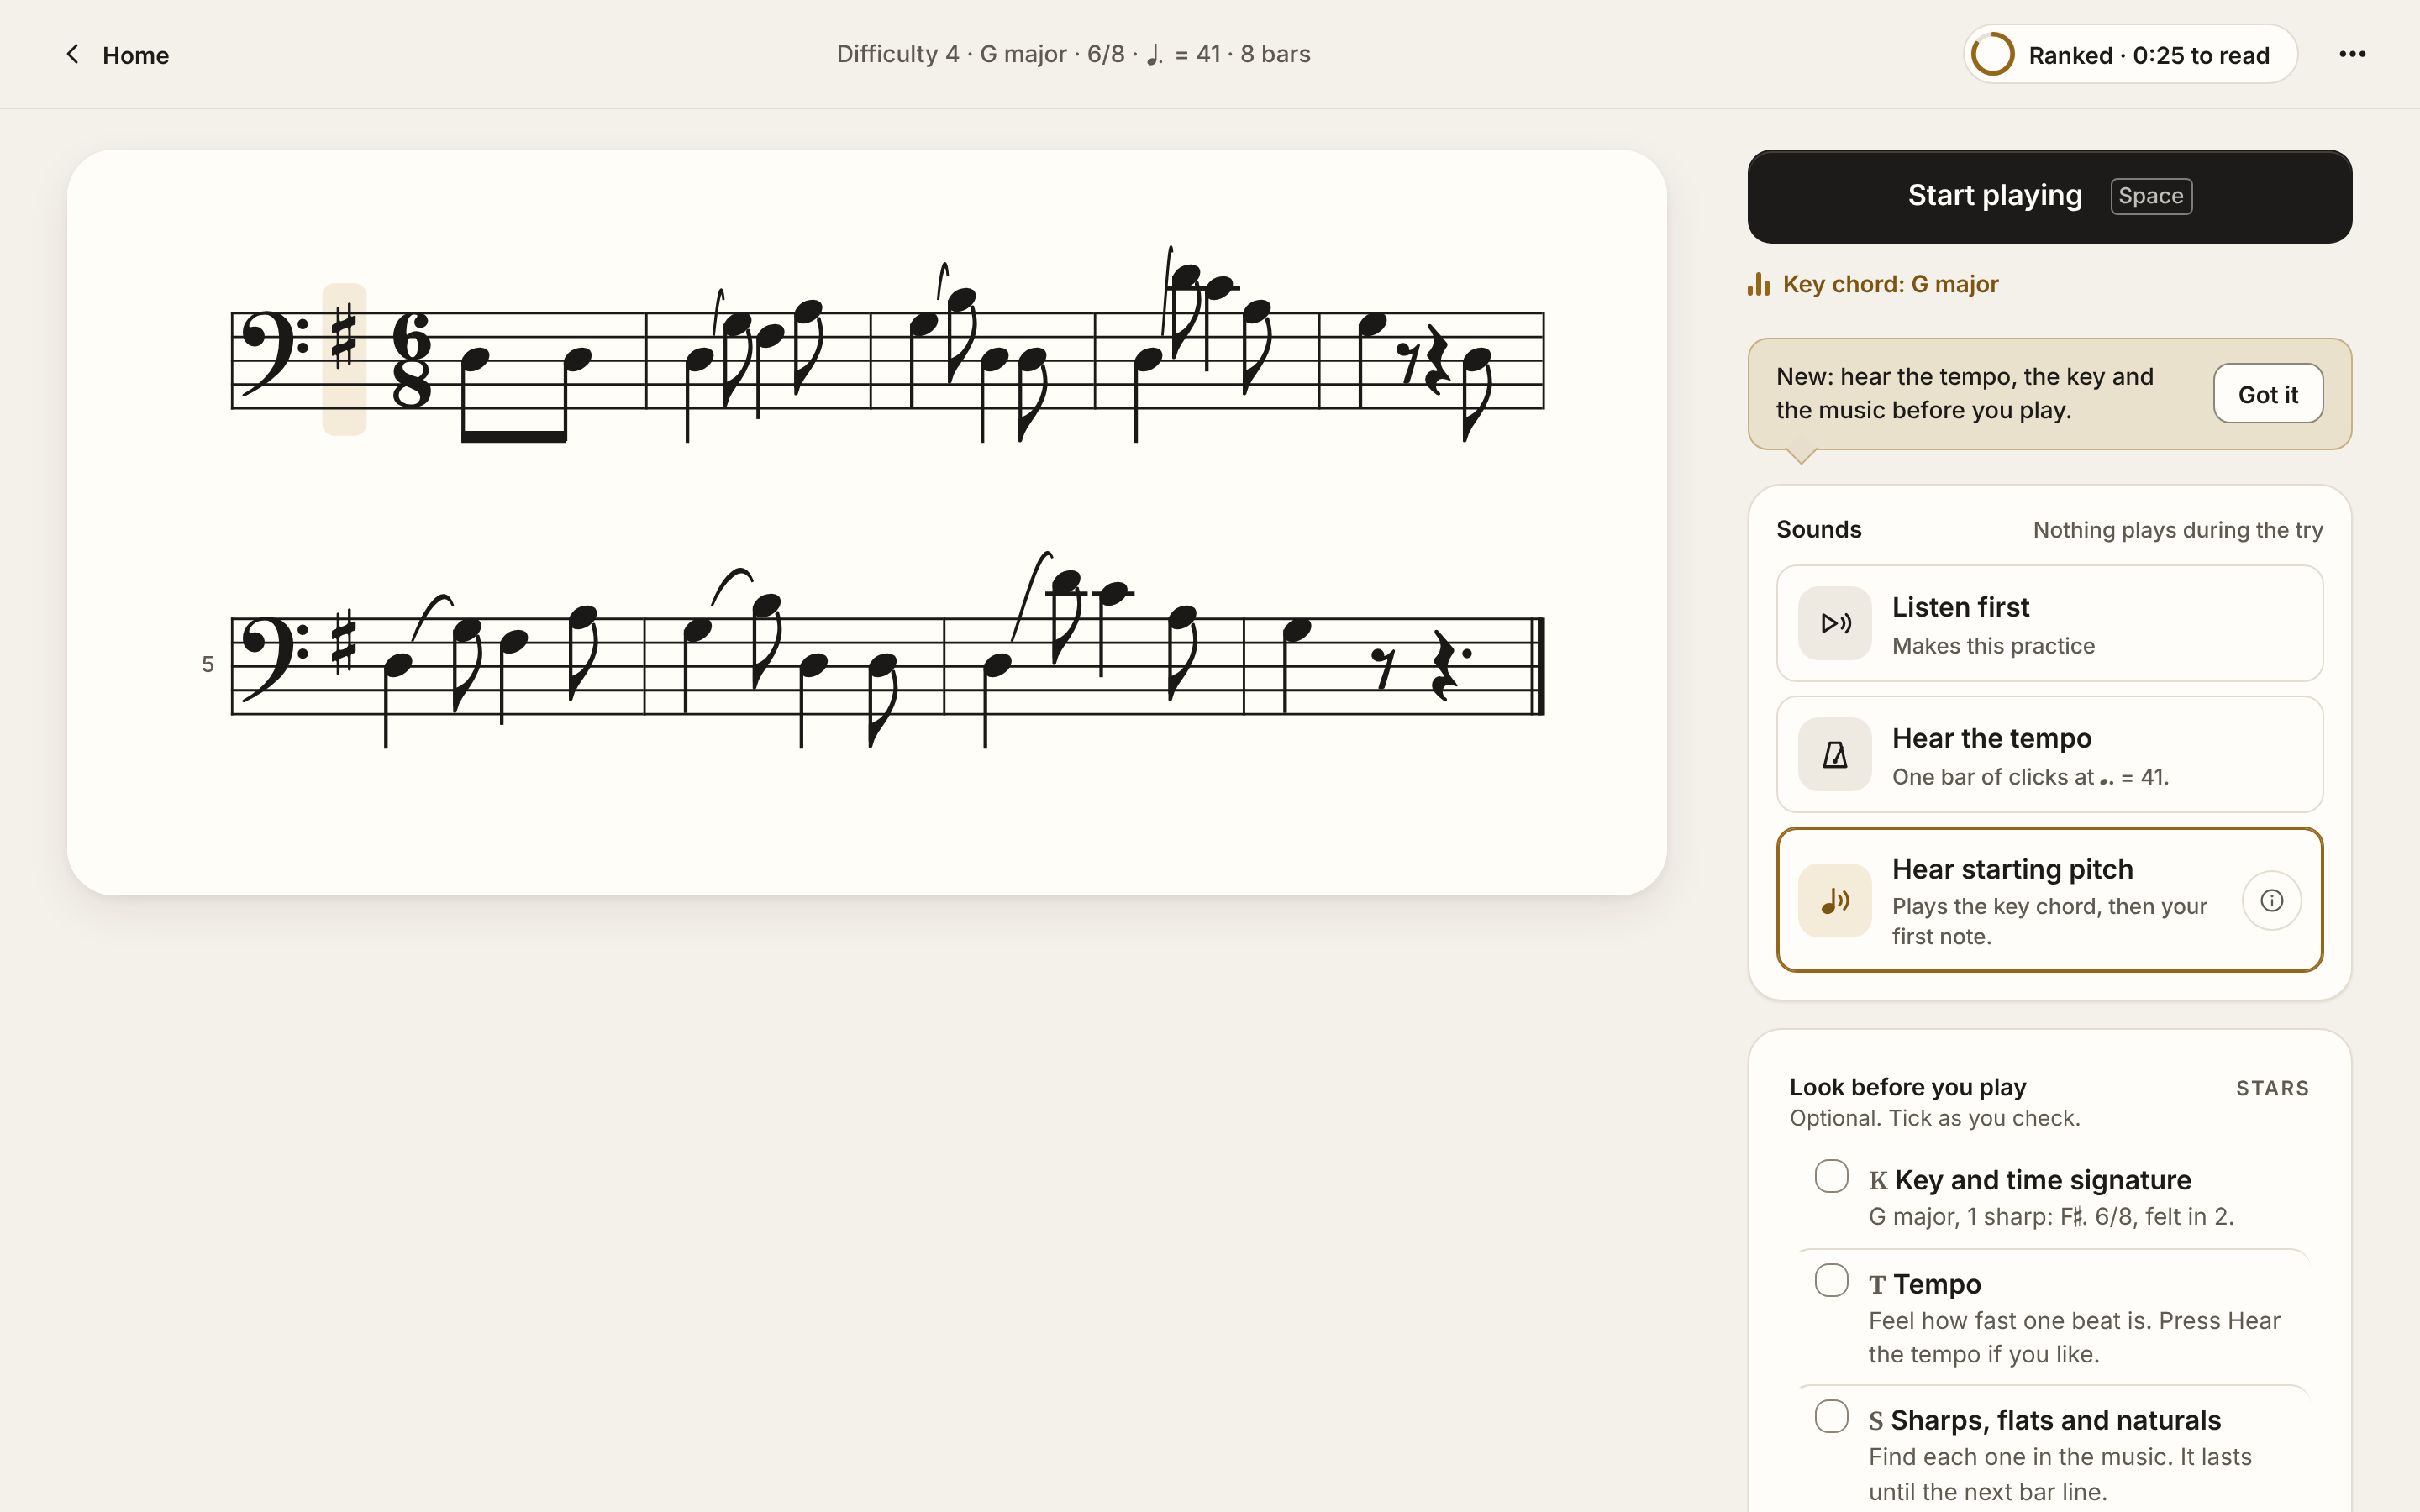 Home
Difficulty 4 · G major · 6/8 · ♩. = 41 · 8 bars
Ranked · 0:25 to read
Start playing Space
Key chord: G major
New: hear the tempo, the key and
the music before you play.
Got it
Sounds
Nothing plays during the try
Listen first
Makes this practice
Hear the tempo
One bar of clicks at ♩. = 41.
Hear starting pitch
Plays the key chord, then your
first note.
Look before you play
STARS
Optional. Tick as you check.
K Key and time signature
G major, 1 sharp: F♯. 6/8, felt in 2.
T Tempo
Feel how fast one beat is. Press Hear
the tempo if you like.
S Sharps, flats and naturals
Find each one in the music. It lasts
until the next bar line.
6
8
5